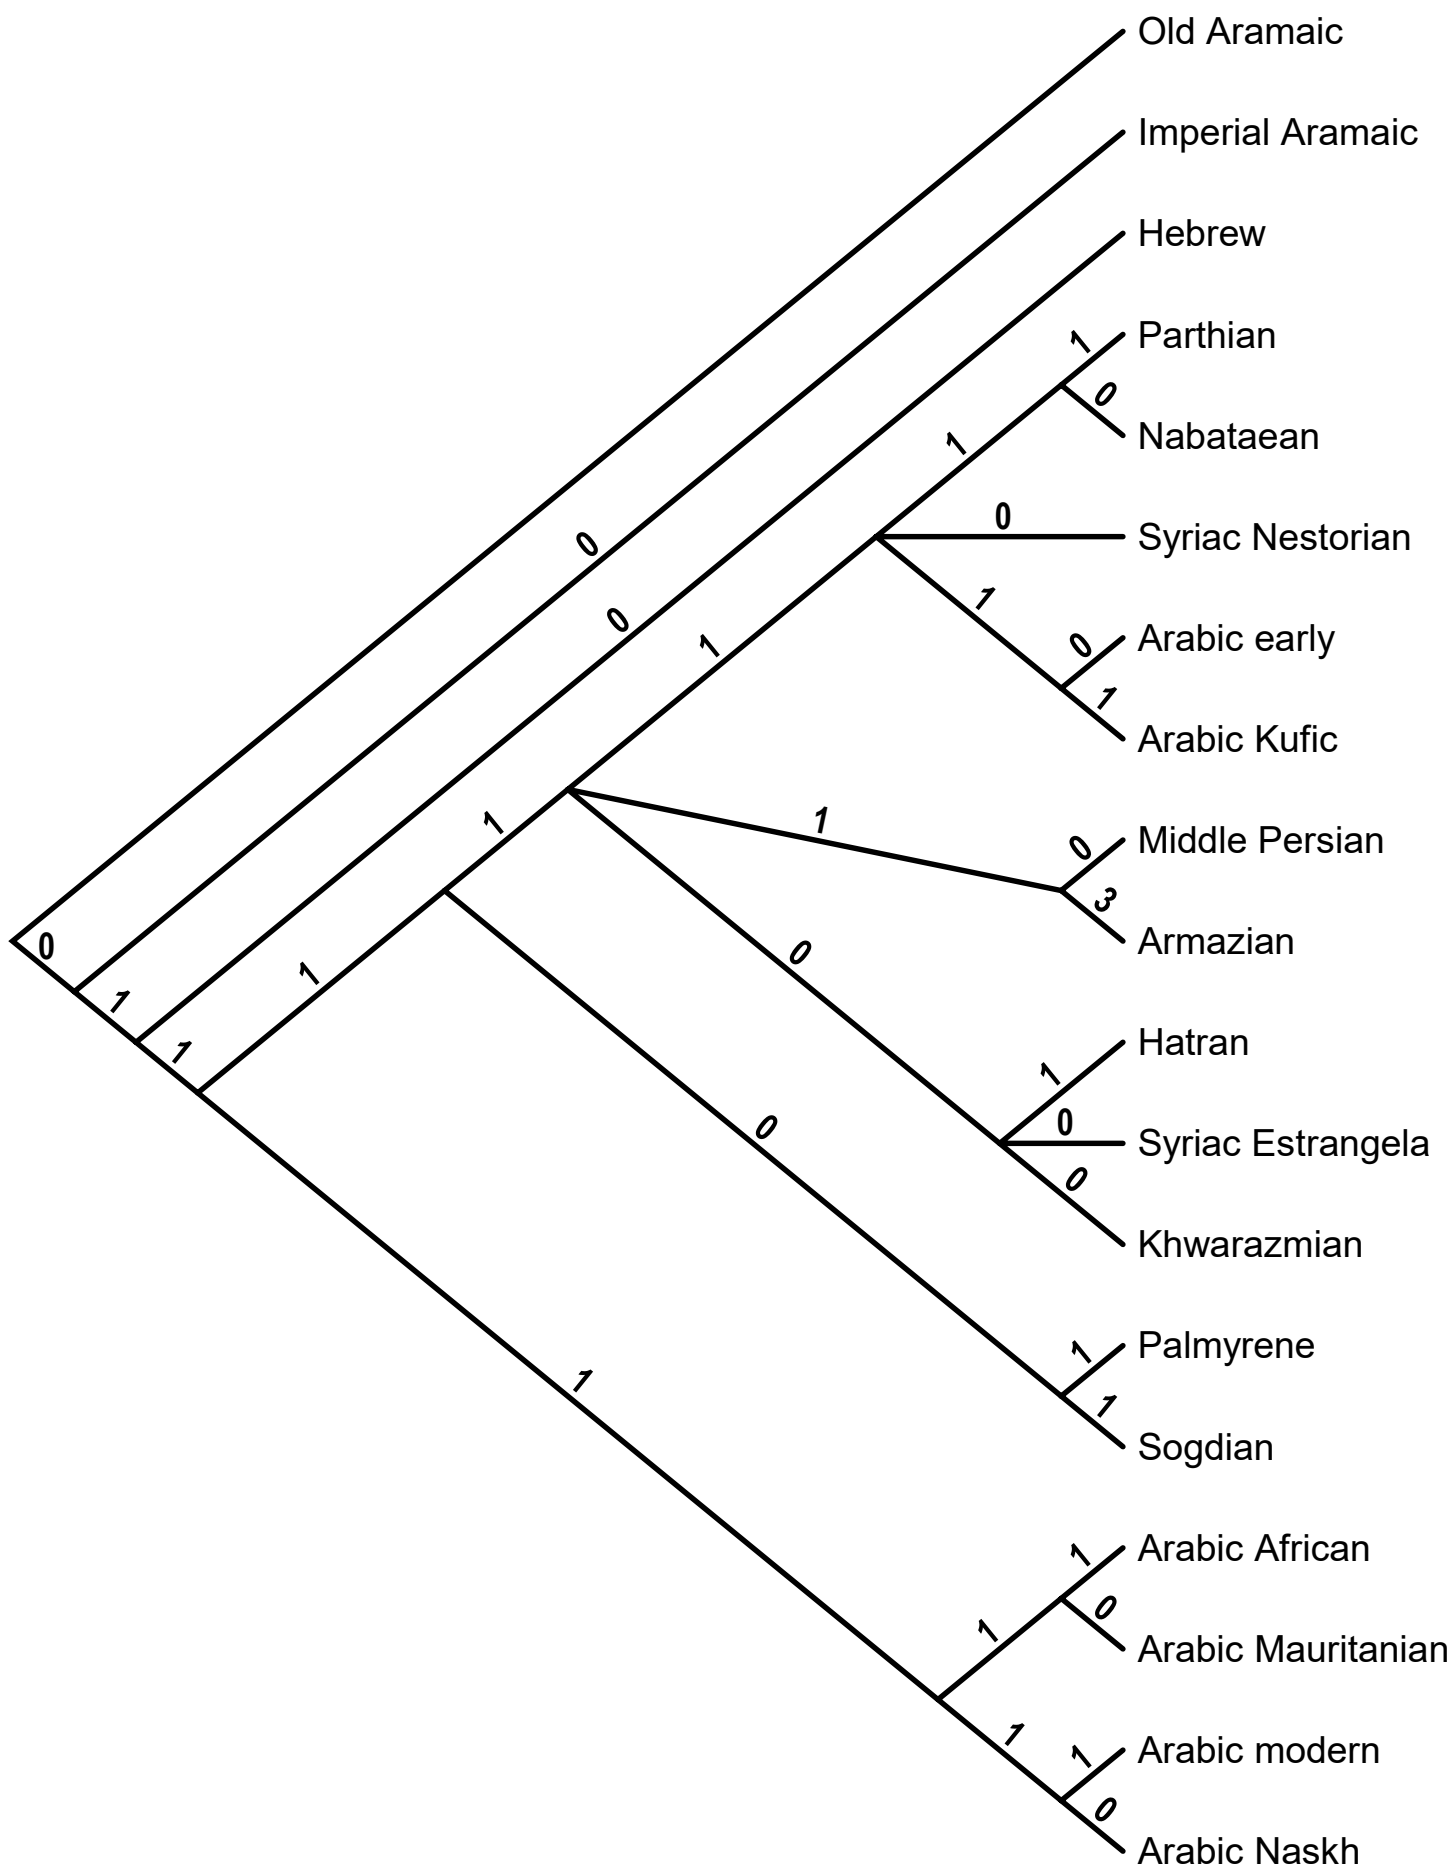 Old Aramaic
Imperial Aramaic
Hebrew
1 Parthian
0
1 Nabataean
0 Syriac Nestorian
0
1
0 1 Arabic early
0
1 Arabic Kufic
1
1 0 Middle Persian
3
0 Armazian
0
1
1
1 Hatran
1
0 Syriac Estrangela
0
0 Khwarazmian
1 Palmyrene
1
1 Sogdian
1 Arabic African
0
1 Arabic Mauritanian
1
1 Arabic modern
0
Arabic Naskh